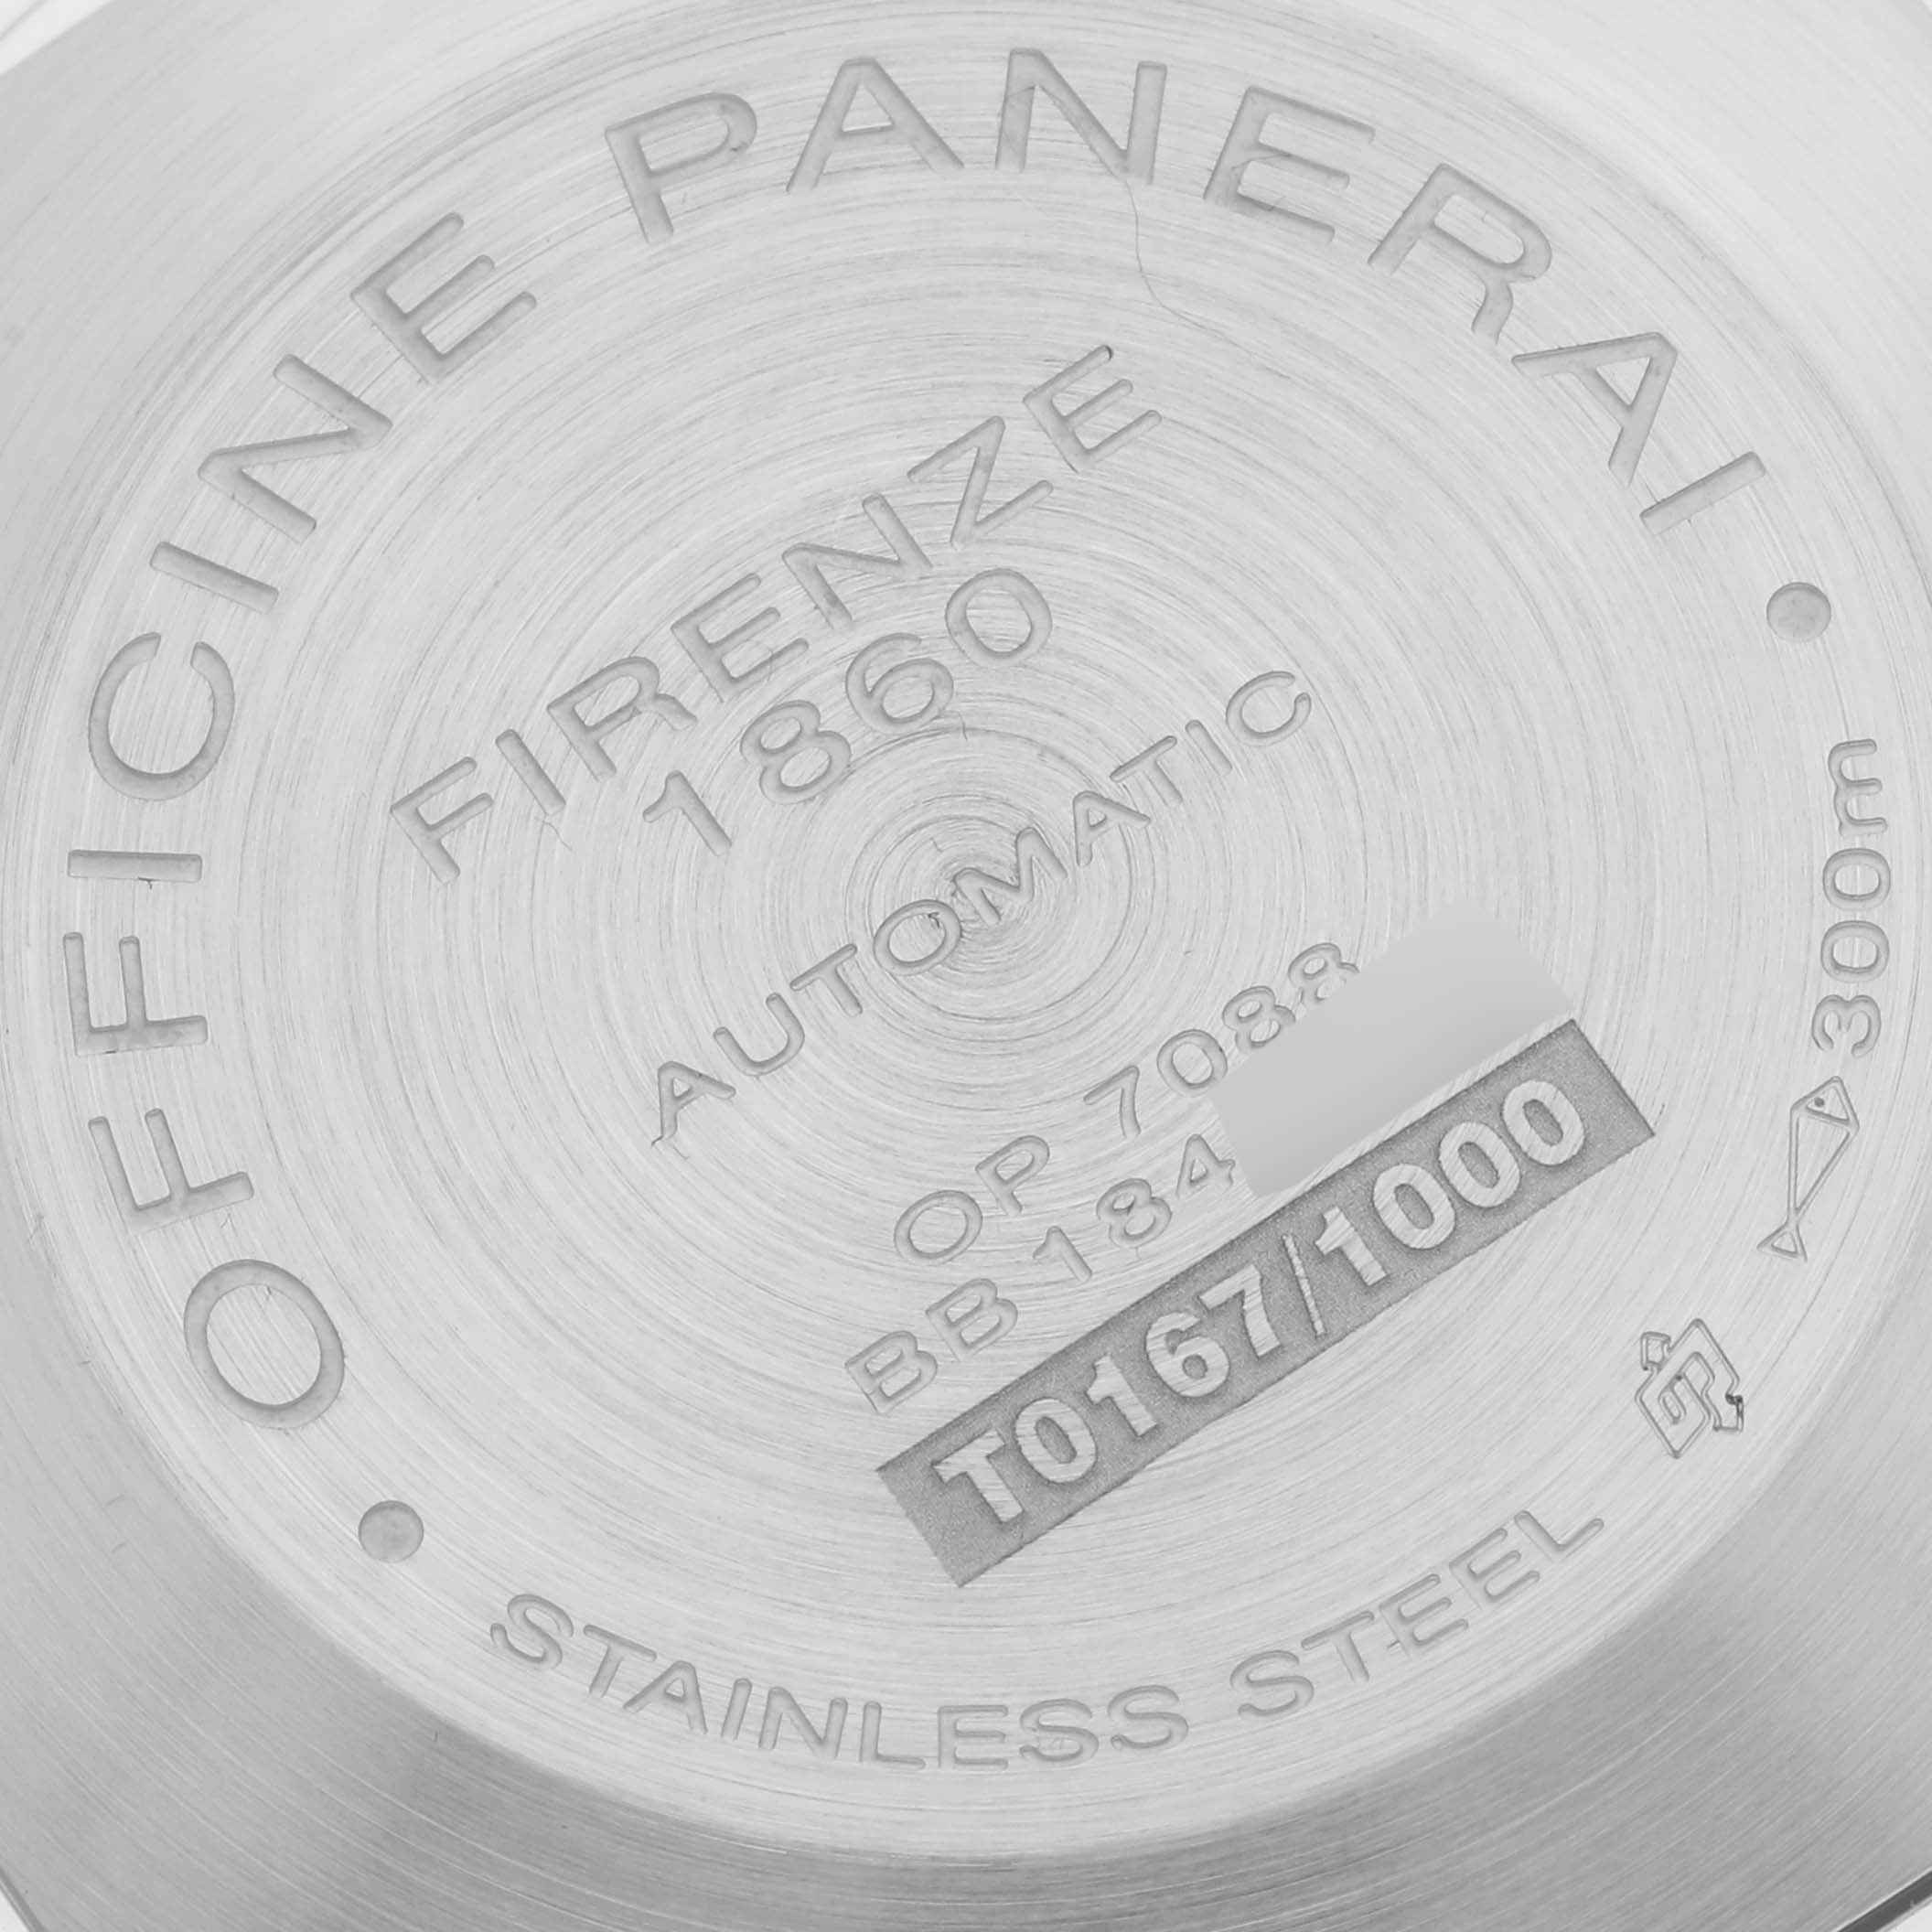 OFFICINE PANERAI
FIRENZE
1860
AUTOMATIC
OP 7088
BB 184
T0167/1000
300m
STAINLESS STEEL